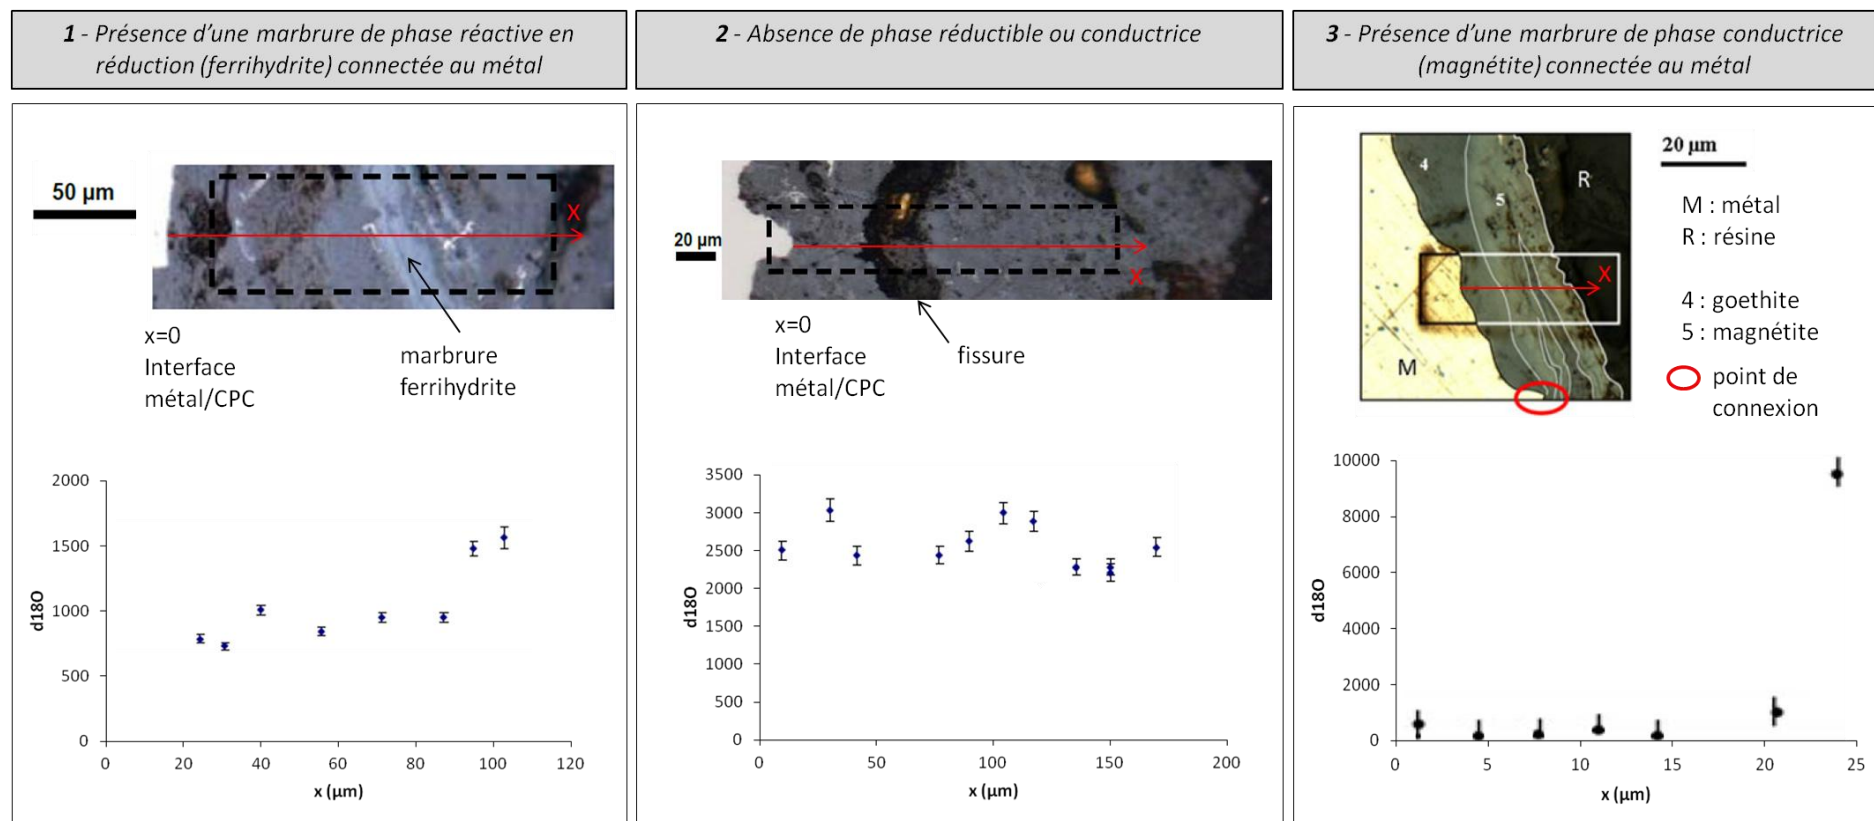 1 - Présence d'une marbrure de phase réactive en
réduction (ferrihydrite) connectée au métal
50 µm
X
x=0
Interface
métal/CPC
marbrure
ferrihydrite
2000
1500
1000
500
0
d18O
0 20 40 60 80 100 120
x (µm)
2 - Absence de phase réductible ou conductrice
20 µm
X
x=0
Interface
métal/CPC
fissure
3500
3000
2500
2000
1500
1000
500
0
d18O
0 50 100 150 200
x (µm)
3 - Présence d'une marbrure de phase conductrice
(magnétite) connectée au métal
4
5
R
X
M
20 µm
M : métal
R : résine
4 : goethite
5 : magnétite
point de
connexion
10000
8000
6000
4000
2000
0
d18O
0 5 10 15 20 25
x (µm)